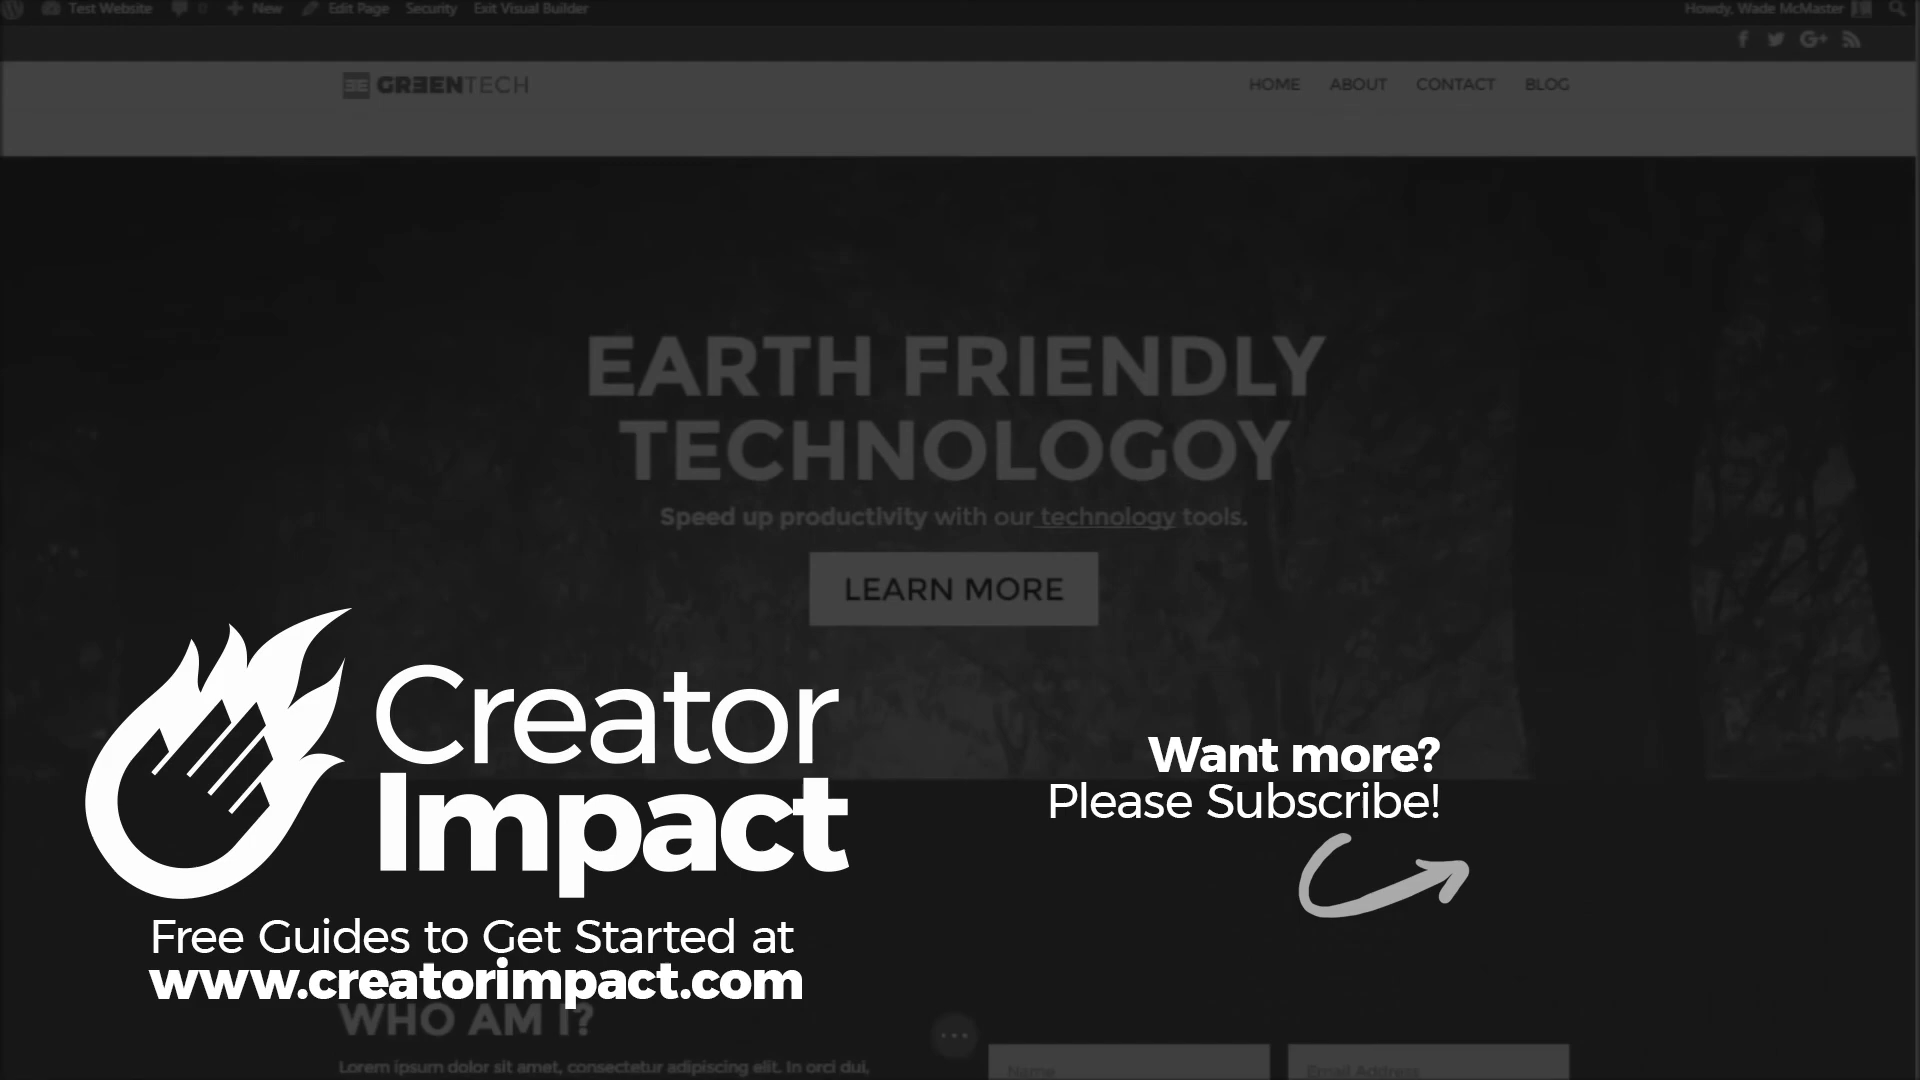 Test Website 0 New Edit Page Security Exit Visual Builder Howdy, Wade McMaster
GREENTECH HOME ABOUT CONTACT BLOG
EARTH FRIENDLY
TECHNOLOGOY
Speed up productivity with our technology tools.
LEARN MORE
Creator
Impact
Want more?
Please Subscribe!
Free Guides to Get Started at
www.creatorimpact.com
WHO AM I?
Lorem ipsum dolor sit amet, consectetur adipiscing elit. In orci dui,
Name Email Address